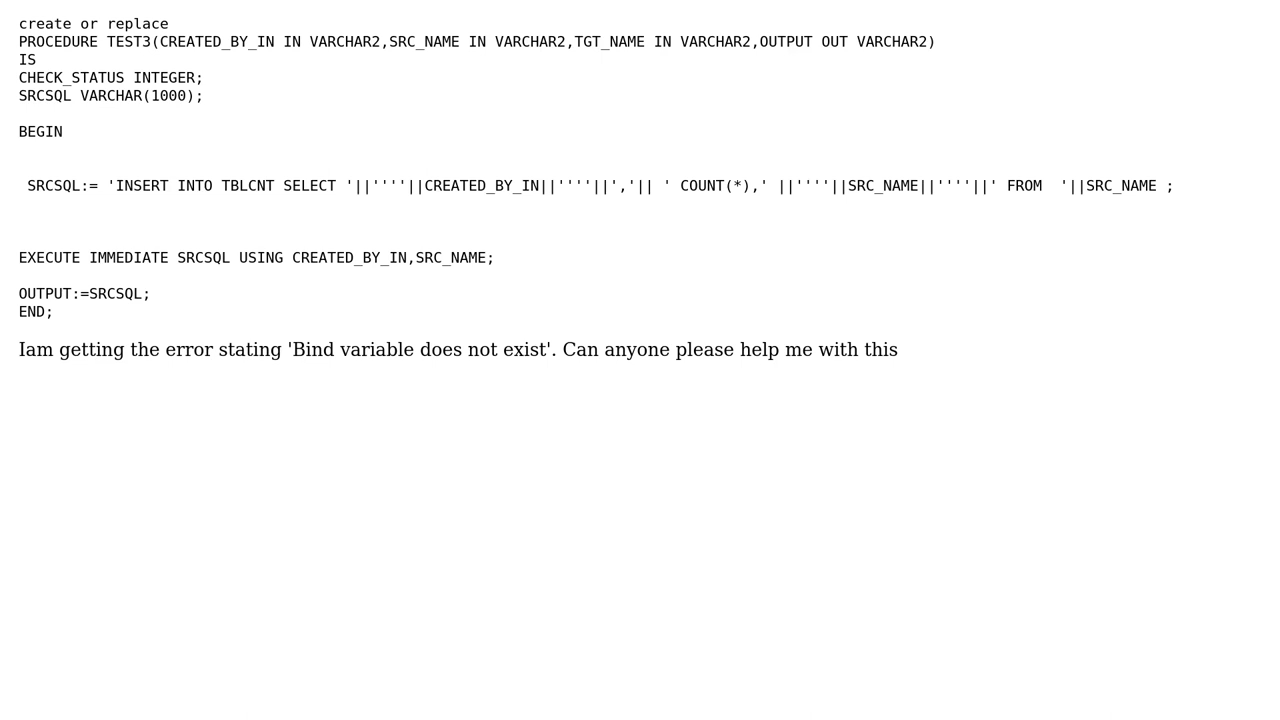 create or replace
PROCEDURE TEST3(CREATED_BY_IN IN VARCHAR2,SRC_NAME IN VARCHAR2,TGT_NAME IN VARCHAR2,OUTPUT OUT VARCHAR2)
IS
CHECK_STATUS INTEGER;
SRCSQL VARCHAR(1000);
BEGIN
SRCSQL:= 'INSERT INTO TBLCNT SELECT '||''''||CREATED_BY_IN||''''||','|| ' COUNT(*),' ||''''||SRC_NAME||''''||' FROM  '||SRC_NAME ;
EXECUTE IMMEDIATE SRCSQL USING CREATED_BY_IN,SRC_NAME;
OUTPUT:=SRCSQL;
END;
Iam getting the error stating 'Bind variable does not exist'. Can anyone please help me with this